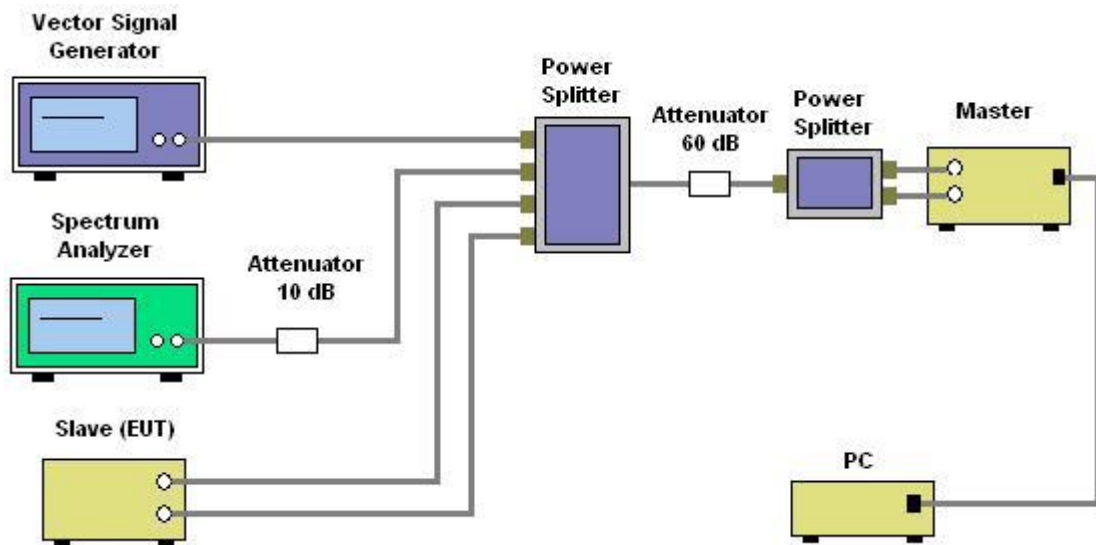 Vector Signal
Generator
Power
Splitter
Attenuator
60 dB
Power
Splitter
Master
Spectrum
Analyzer
Attenuator
10 dB
Slave (EUT)
PC